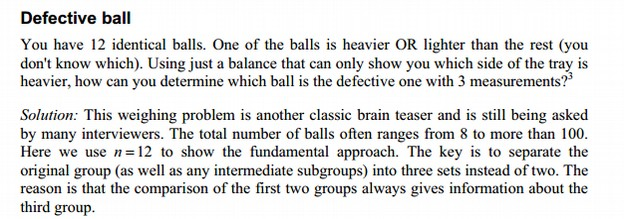 Defective ball
You have 12 identical balls. One of the balls is heavier OR lighter than the rest (you
don't know which). Using just a balance that can only show you which side of the tray is
heavier, how can you determine which ball is the defective one with 3 measurements?³
Solution: This weighing problem is another classic brain teaser and is still being asked
by many interviewers. The total number of balls often ranges from 8 to more than 100.
Here we use n=12 to show the fundamental approach. The key is to separate the
original group (as well as any intermediate subgroups) into three sets instead of two. The
reason is that the comparison of the first two groups always gives information about the
third group.